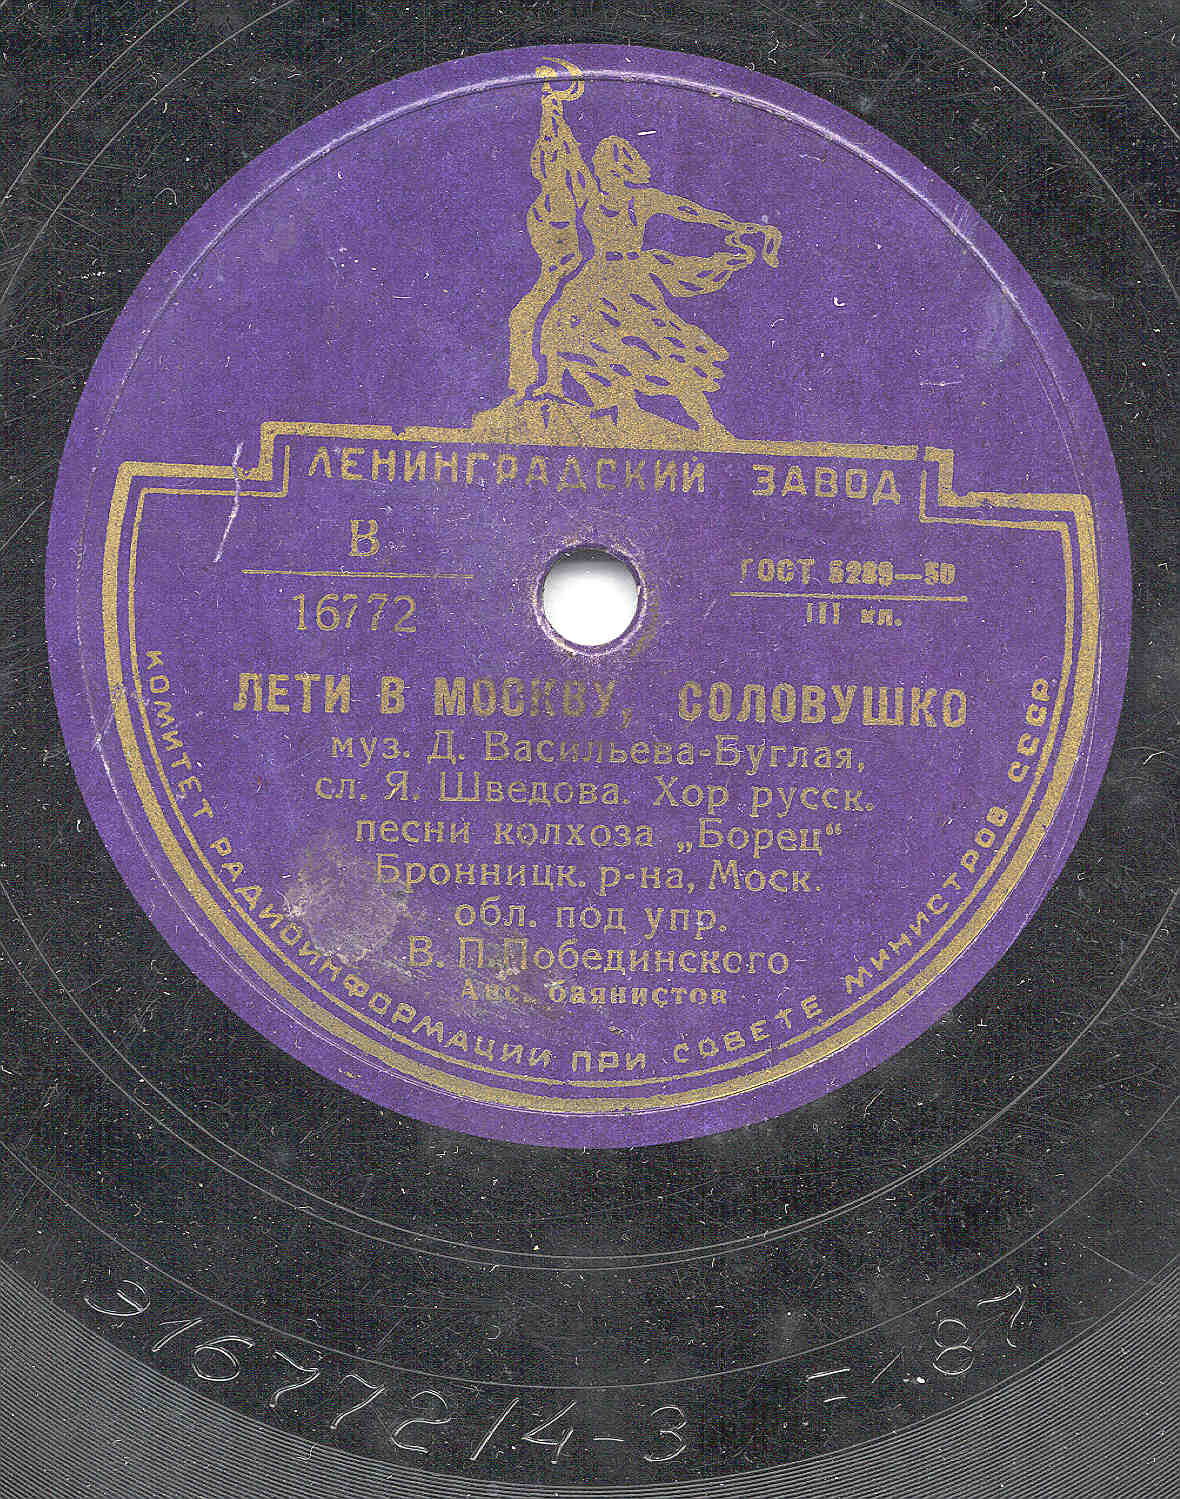 ЛЕНИНГРАДСКИЙ ЗАВОД
В
16772
ГОСТ 5289—50
III кл.
ЛЕТИ В МОСКВУ, СОЛОВУШКО
муз. Д. Васильева-Буглая,
сл. Я. Шведова. Хор русск.
песни колхоза „Борец“
Бронницк. р-на, Моск.
обл. под упр.
В. П. Побединского-
Анс. баянистов
КОМИТЕТ РАДИОИНФОРМАЦИИ ПРИ СОВЕТЕ МИНИСТРОВ СССР
Э16772/4-3